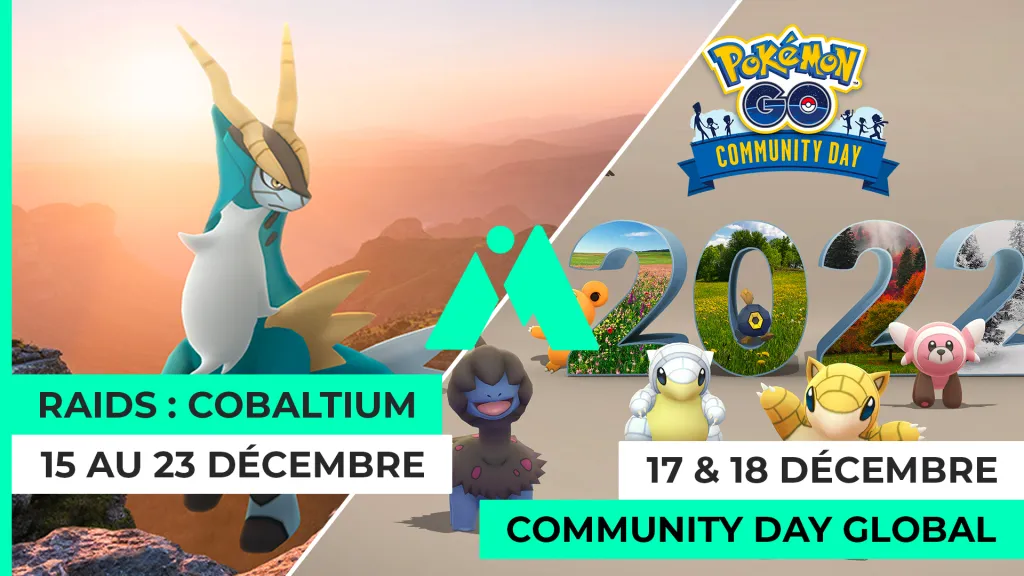 RAIDS : COBALTIUM
15 AU 23 DÉCEMBRE
POKÉMON
GO
COMMUNITY DAY
2022
17 & 18 DÉCEMBRE
COMMUNITY DAY GLOBAL